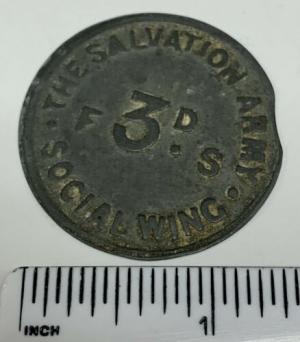 THE SALVATION ARMY
F 3D S
SOCIAL WING
INCH 1